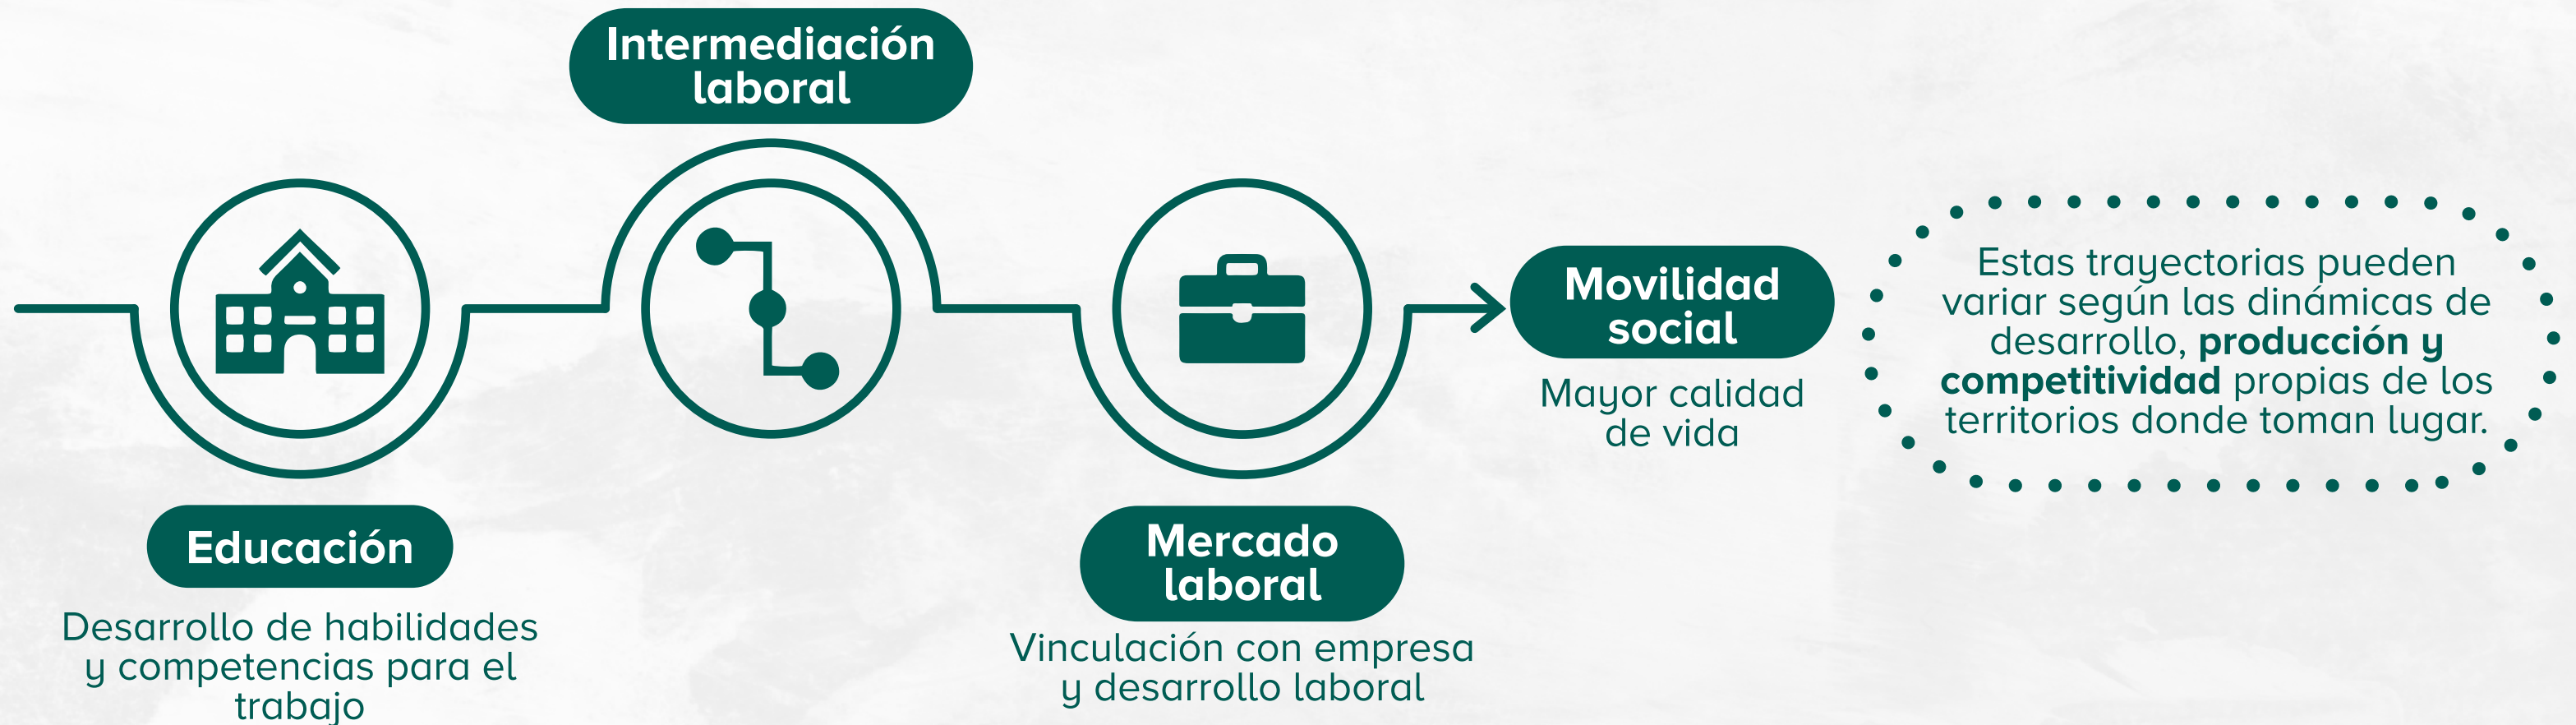 Intermediación
laboral
Educación
Desarrollo de habilidades
y competencias para el
trabajo
Mercado
laboral
Vinculación con empresa
y desarrollo laboral
Movilidad
social
Mayor calidad
de vida
Estas trayectorias pueden
variar según las dinámicas de
desarrollo, producción y
competitividad propias de los
territorios donde toman lugar.